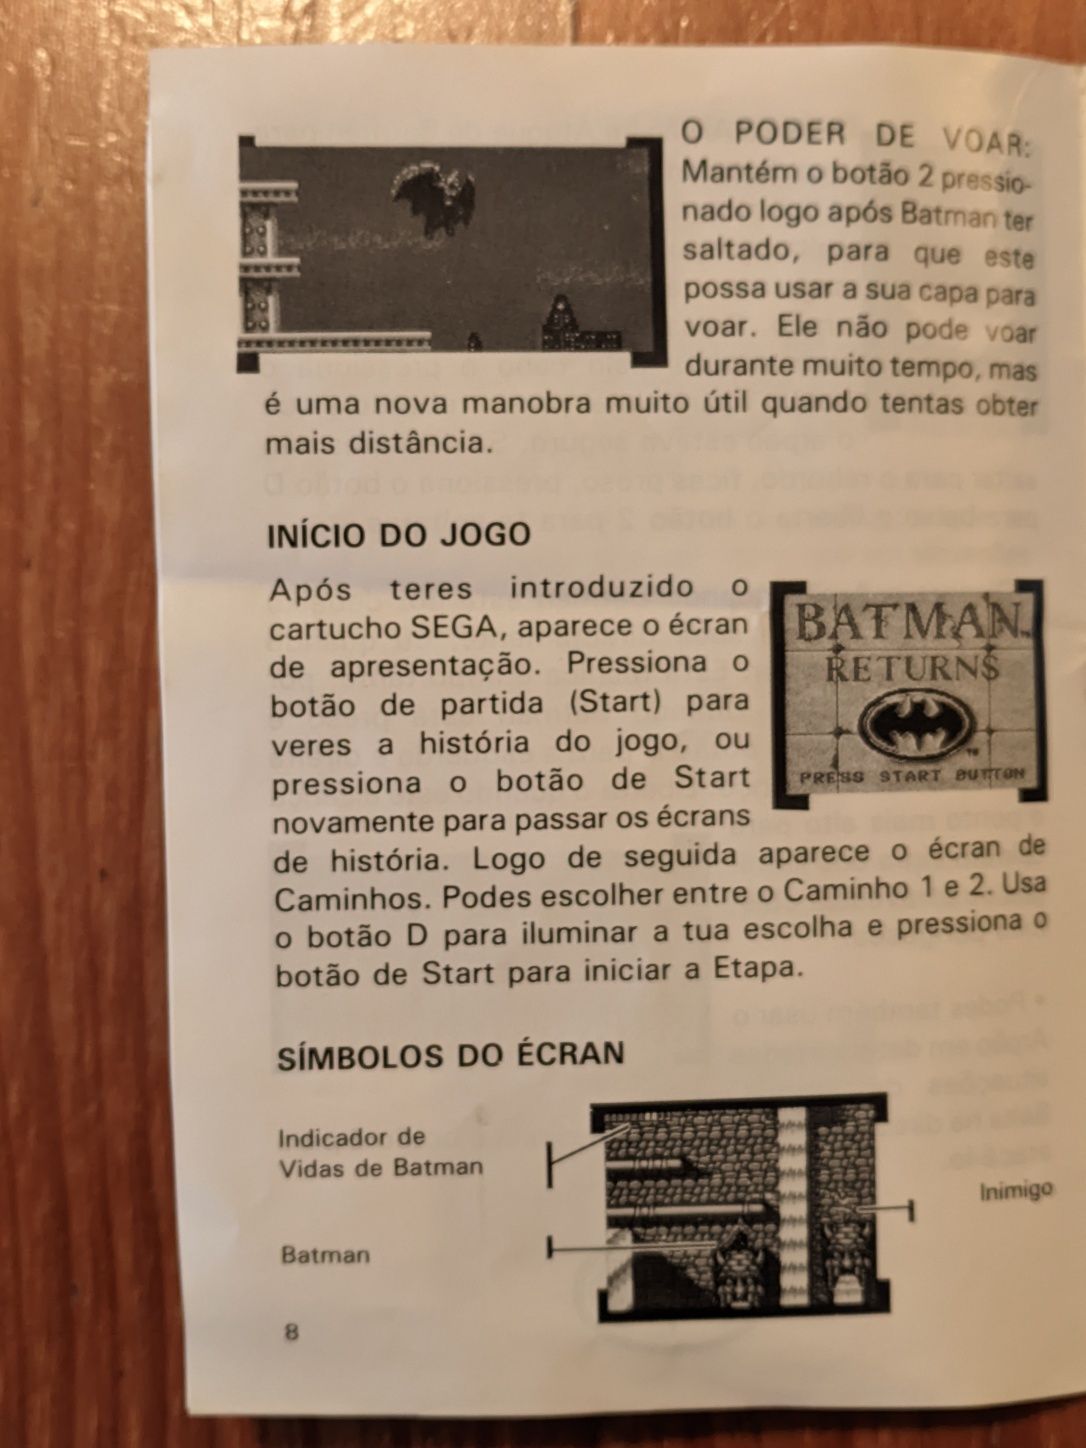 O PODER DE VOAR:
Mantém o botão 2 pressio-
nado logo após Batman ter
saltado, para que este
possa usar a sua capa para
voar. Ele não pode voar
durante muito tempo, mas
é uma nova manobra muito útil quando tentas obter
mais distância.
INÍCIO DO JOGO
Após teres introduzido o
cartucho SEGA, aparece o écran
de apresentação. Pressiona o
botão de partida (Start) para
veres a história do jogo, ou
pressiona o botão de Start
novamente para passar os écrans
de história. Logo de seguida aparece o écran de
Caminhos. Podes escolher entre o Caminho 1 e 2. Usa
o botão D para iluminar a tua escolha e pressiona o
botão de Start para iniciar a Etapa.
BATMAN
RETURNS
PRESS START BUTTON
SÍMBOLOS DO ÉCRAN
Indicador de
Vidas de Batman
Inimigo
Batman
8